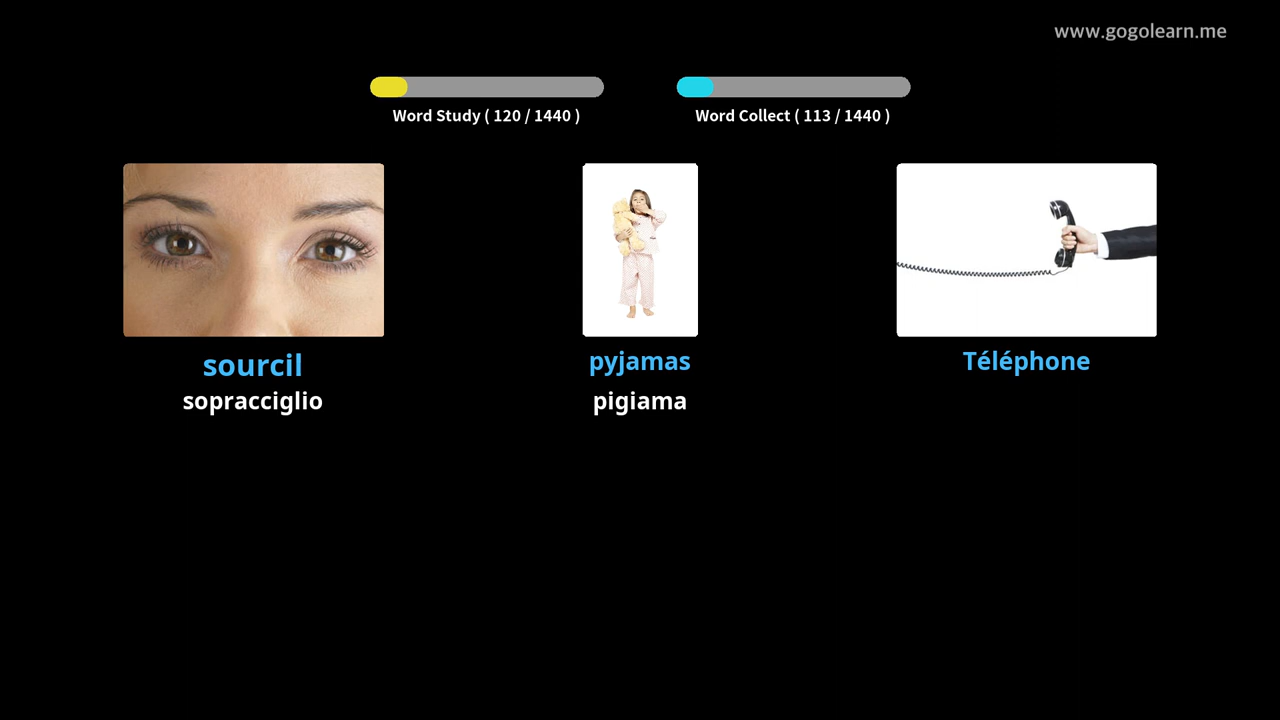 www.gogolearn.me
Word Study ( 120 / 1440 )
Word Collect ( 113 / 1440 )
sourcil
sopracciglio
pyjamas
pigiama
Téléphone